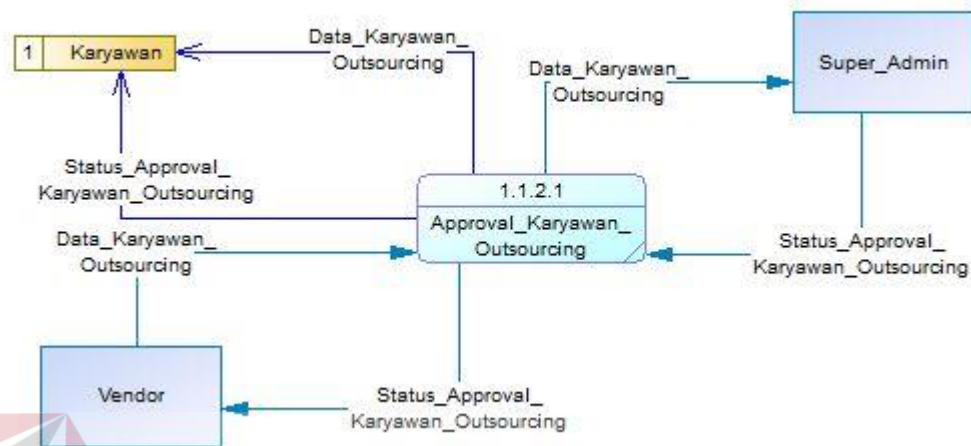 1 Karyawan
Data_Karyawan_
Outsourcing
Data_Karyawan_
Outsourcing
Super_Admin
Status_Approval_
Karyawan_Outsourcing
1.1.2.1
Approval_Karyawan_
Outsourcing
Data_Karyawan_
Outsourcing
Status_Approval_
Karyawan_Outsourcing
Vendor
Status_Approval_
Karyawan_Outsourcing